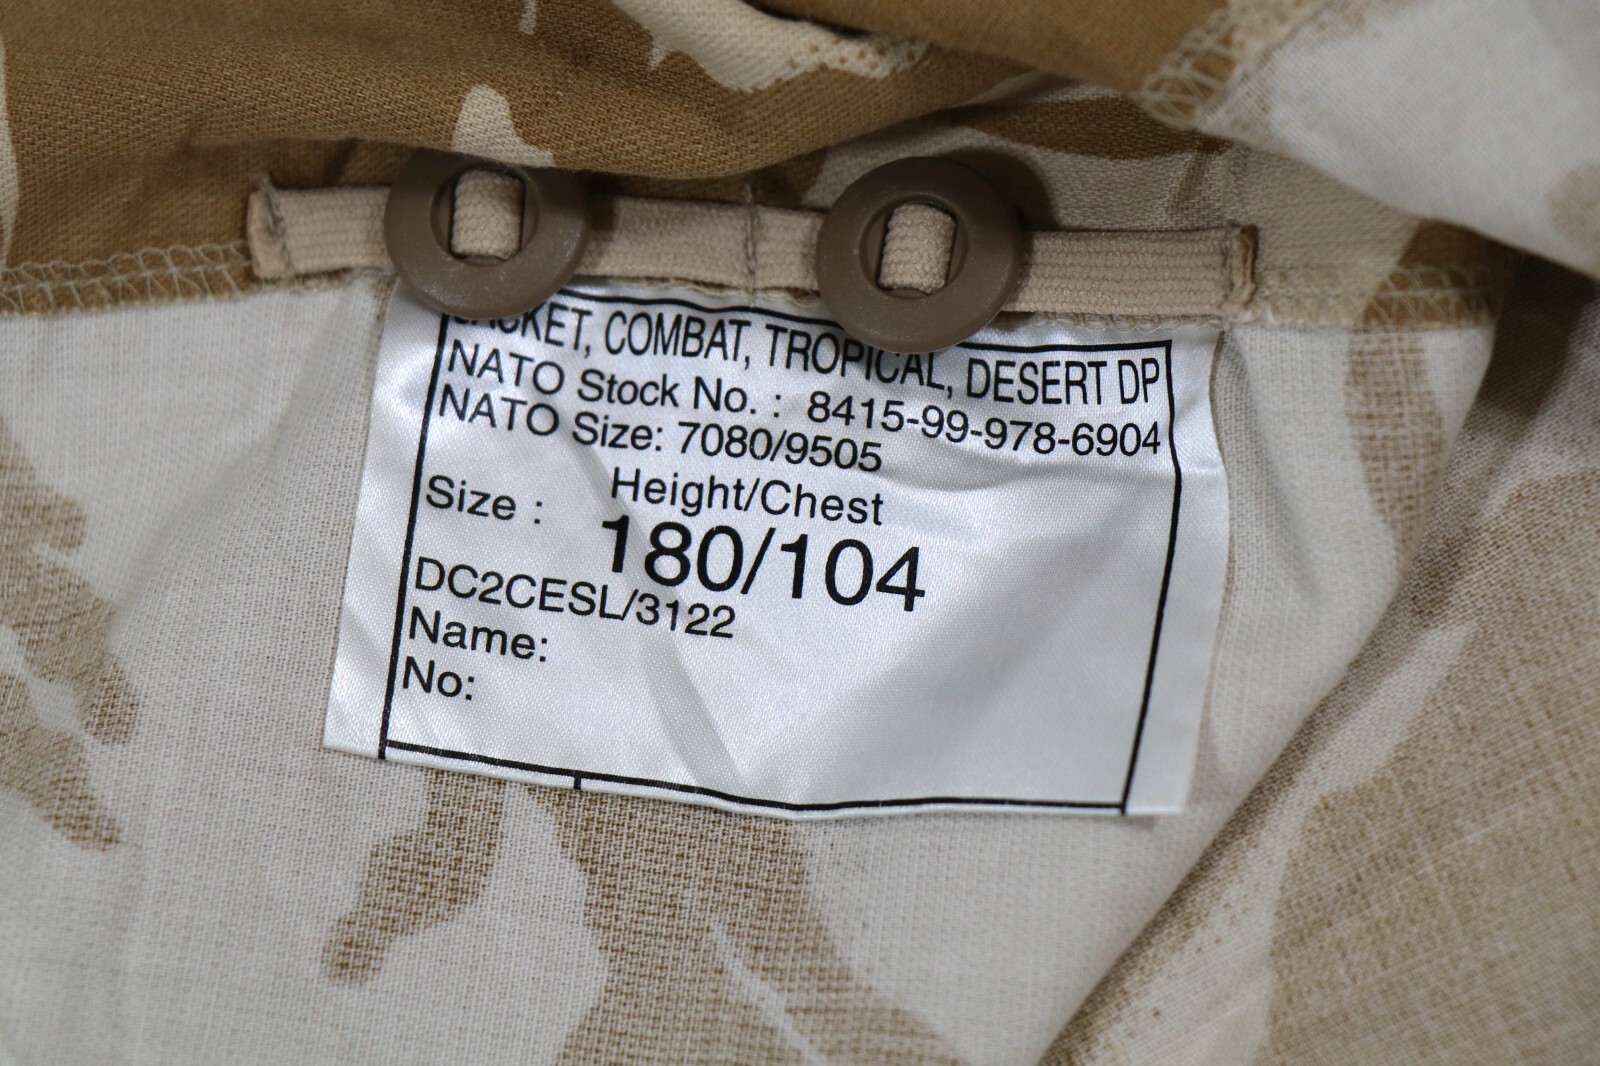 JACKET, COMBAT, TROPICAL, DESERT DP
NATO Stock No. : 8415-99-978-6904
NATO Size: 7080/9505
Height/Chest
Size : 180/104
DC2CESL/3122
Name:
No: